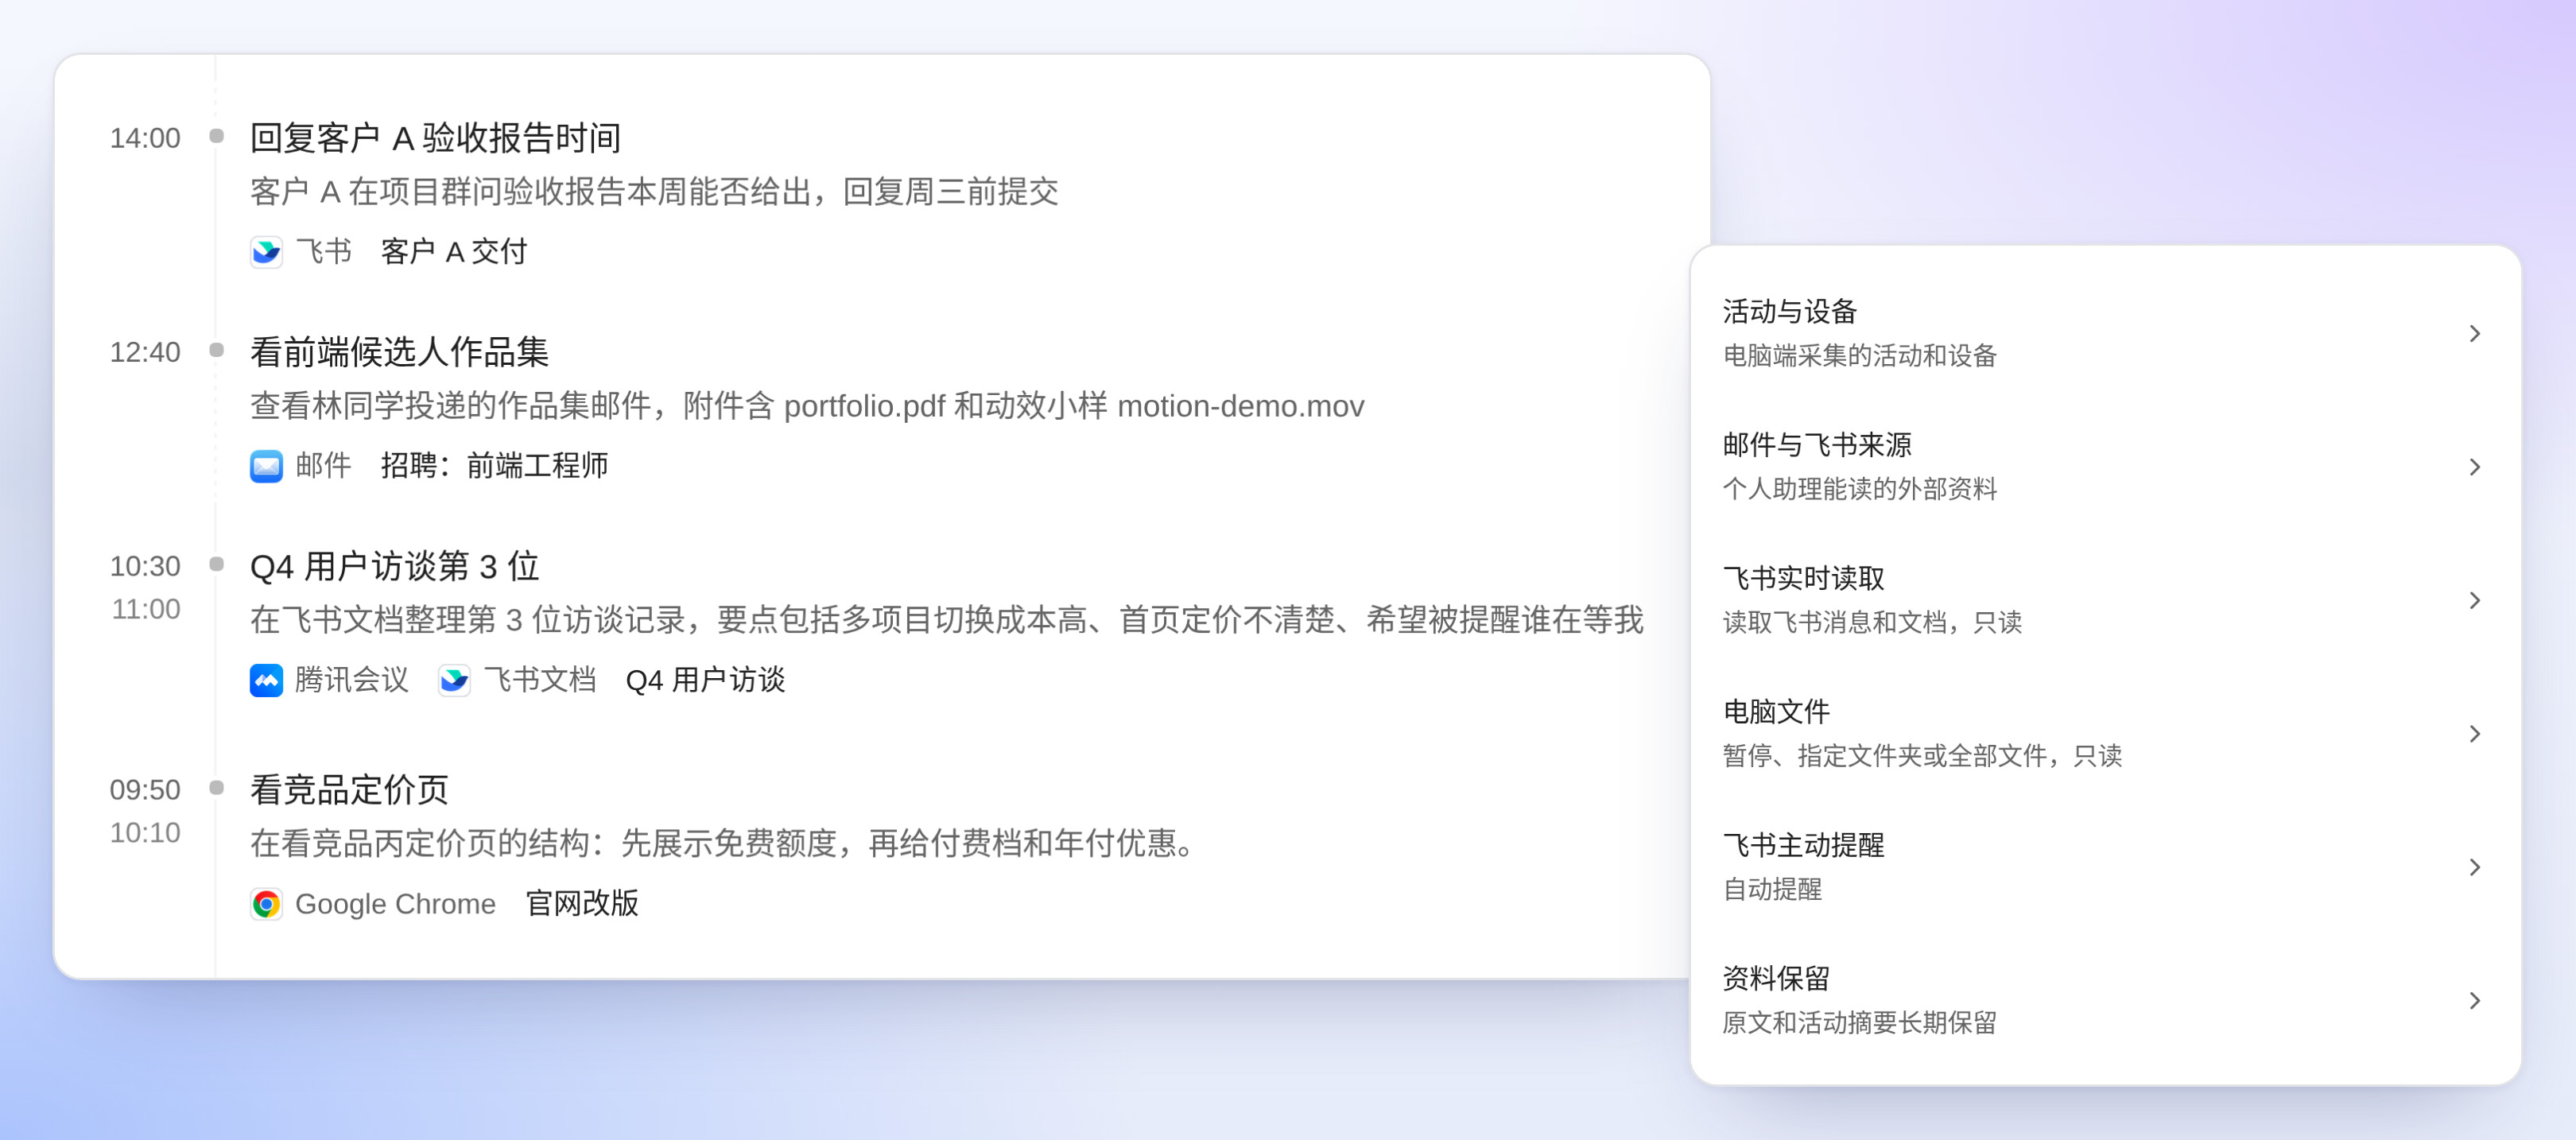 14:00
回复客户 A 验收报告时间
客户 A 在项目群问验收报告本周能否给出，回复周三前提交
飞书 客户 A 交付
12:40
看前端候选人作品集
查看林同学投递的作品集邮件，附件含 portfolio.pdf 和动效小样 motion-demo.mov
邮件 招聘：前端工程师
10:30
11:00
Q4 用户访谈第 3 位
在飞书文档整理第 3 位访谈记录，要点包括多项目切换成本高、首页定价不清楚、希望被提醒谁在等我
腾讯会议 飞书文档 Q4 用户访谈
09:50
10:10
看竞品定价页
在看竞品丙定价页的结构：先展示免费额度，再给付费档和年付优惠。
Google Chrome 官网改版
活动与设备
电脑端采集的活动和设备
邮件与飞书来源
个人助理能读的外部资料
飞书实时读取
读取飞书消息和文档，只读
电脑文件
暂停、指定文件夹或全部文件，只读
飞书主动提醒
自动提醒
资料保留
原文和活动摘要长期保留